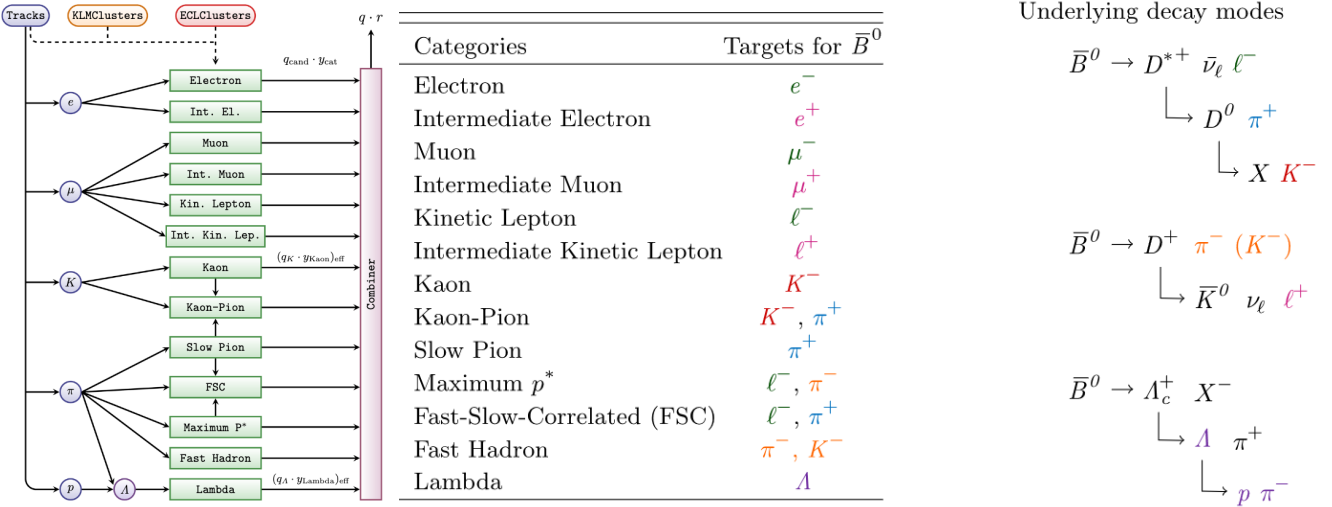 Tracks KLMClusters ECLClusters
q · r
q_cand · y_cat
e
Electron
Int. El.
μ
Muon
Int. Muon
Kin. Lepton
Int. Kin. Lep.
K
Kaon
(q_K · y_Kaon)_eff
Kaon-Pion
π
Slow Pion
FSC
Maximum P*
Fast Hadron
p
Λ
Lambda
(q_Λ · y_Lambda)_eff
Combiner
Categories Targets for B̅⁰
Electron e⁻
Intermediate Electron e⁺
Muon μ⁻
Intermediate Muon μ⁺
Kinetic Lepton ℓ⁻
Intermediate Kinetic Lepton ℓ⁺
Kaon K⁻
Kaon-Pion K⁻, π⁺
Slow Pion π⁺
Maximum p* ℓ⁻, π⁻
Fast-Slow-Correlated (FSC) ℓ⁻, π⁺
Fast Hadron π⁻, K⁻
Lambda Λ
Underlying decay modes
B̅⁰ → D*⁺ ν̄_ℓ ℓ⁻
D⁰ π⁺
X K⁻
B̅⁰ → D⁺ π⁻ (K⁻)
K̅⁰ ν_ℓ ℓ⁺
B̅⁰ → Λ_c⁺ X⁻
Λ π⁺
p π⁻